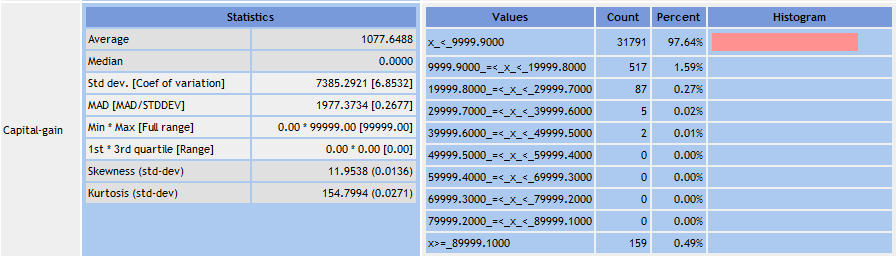 Statistics
Average 1077.6488
Median 0.0000
Std dev. [Coef of variation] 7385.2921 [6.8532]
MAD [MAD/STDDEV] 1977.3734 [0.2677]
Min * Max [Full range] 0.00 * 99999.00 [99999.00]
1st * 3rd quartile [Range] 0.00 * 0.00 [0.00]
Skewness (std-dev) 11.9538 (0.0136)
Kurtosis (std-dev) 154.7994 (0.0271)
Capital-gain
Values Count Percent Histogram
x_<_9999.9000 31791 97.64%
9999.9000_=<_x_<_19999.8000 517 1.59%
19999.8000_=<_x_<_29999.7000 87 0.27%
29999.7000_=<_x_<_39999.6000 5 0.02%
39999.6000_=<_x_<_49999.5000 2 0.01%
49999.5000_=<_x_<_59999.4000 0 0.00%
59999.4000_=<_x_<_69999.3000 0 0.00%
69999.3000_=<_x_<_79999.2000 0 0.00%
79999.2000_=<_x_<_89999.1000 0 0.00%
x>=_89999.1000 159 0.49%